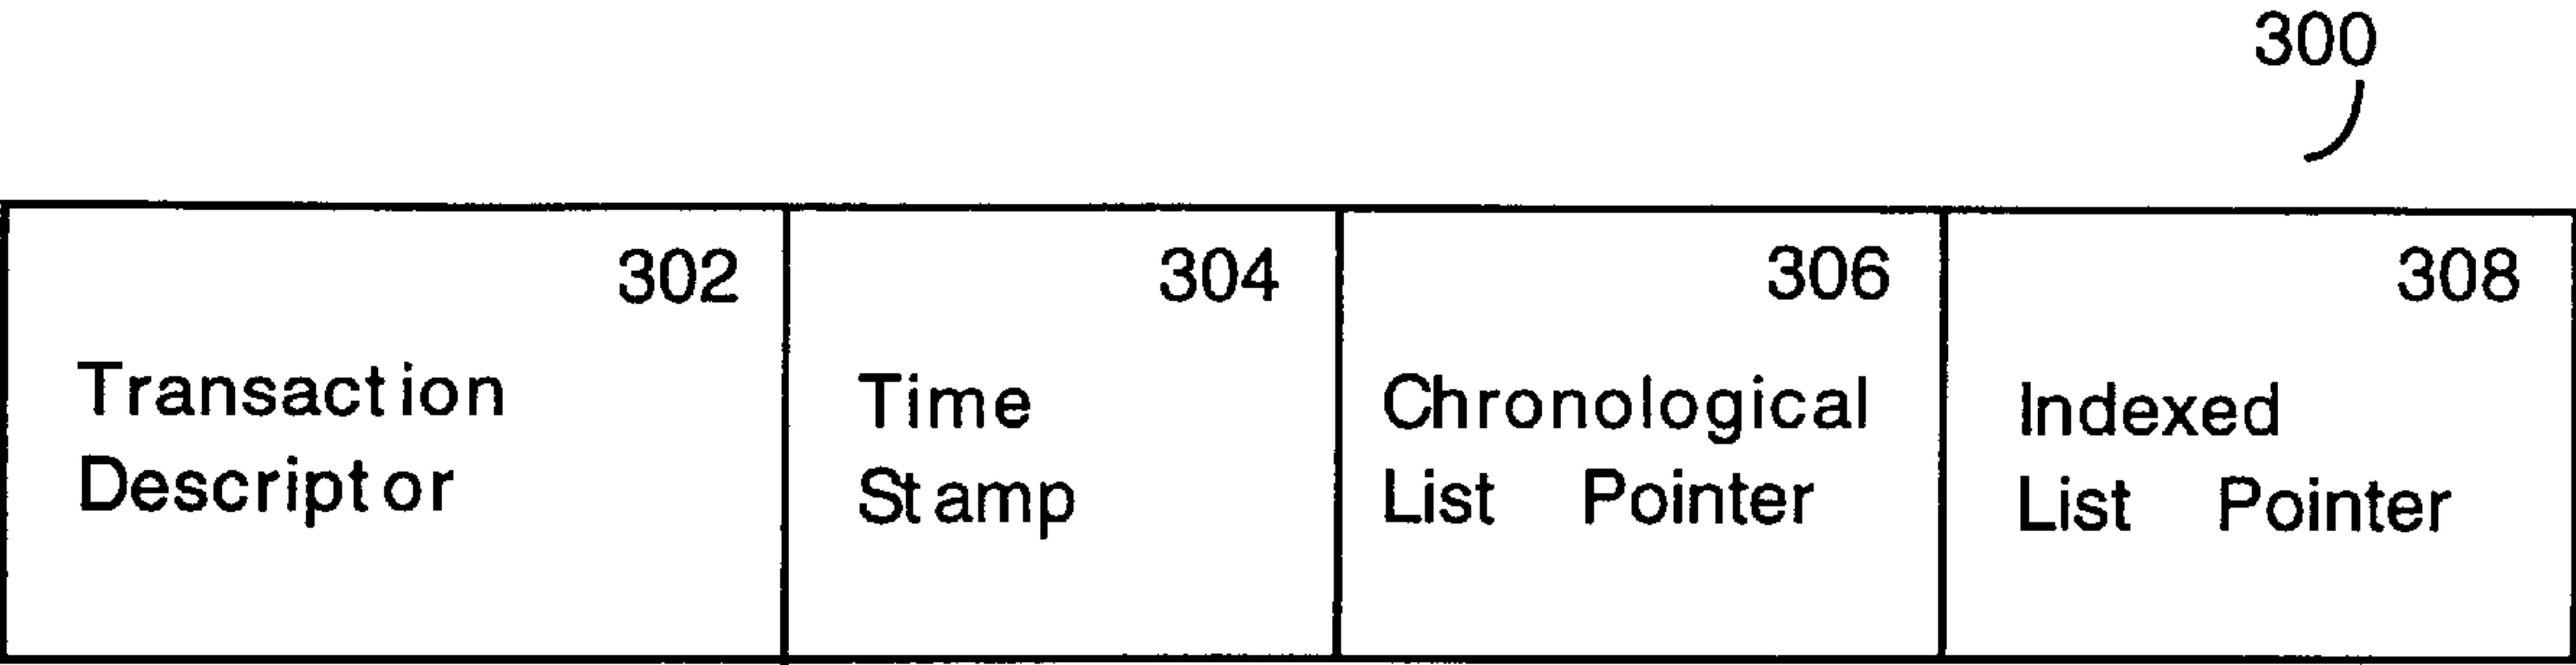 300
302
Transaction
Descriptor
304
Time
Stamp
306
Chronological
List Pointer
308
Indexed
List Pointer